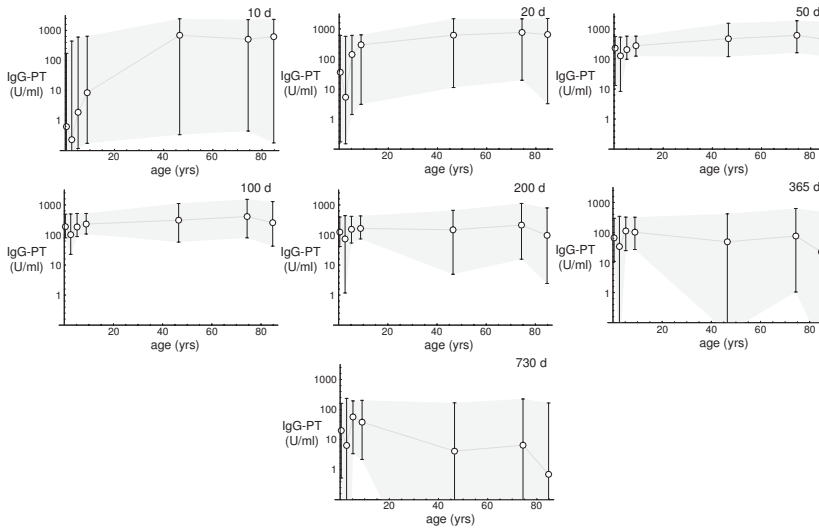 10 d
1000
100
10
1
IgG-PT
(U/ml)
20 40 60 80
age (yrs)
20 d
1000
100
10
1
IgG-PT
(U/ml)
20 40 60 80
age (yrs)
50 d
1000
100
10
1
IgG-PT
(U/ml)
20 40 60 80
age (yrs)
100 d
1000
100
10
1
IgG-PT
(U/ml)
20 40 60 80
age (yrs)
200 d
1000
100
10
1
IgG-PT
(U/ml)
20 40 60 80
age (yrs)
365 d
1000
100
10
1
IgG-PT
(U/ml)
20 40 60 80
age (yrs)
730 d
1000
100
10
1
IgG-PT
(U/ml)
20 40 60 80
age (yrs)